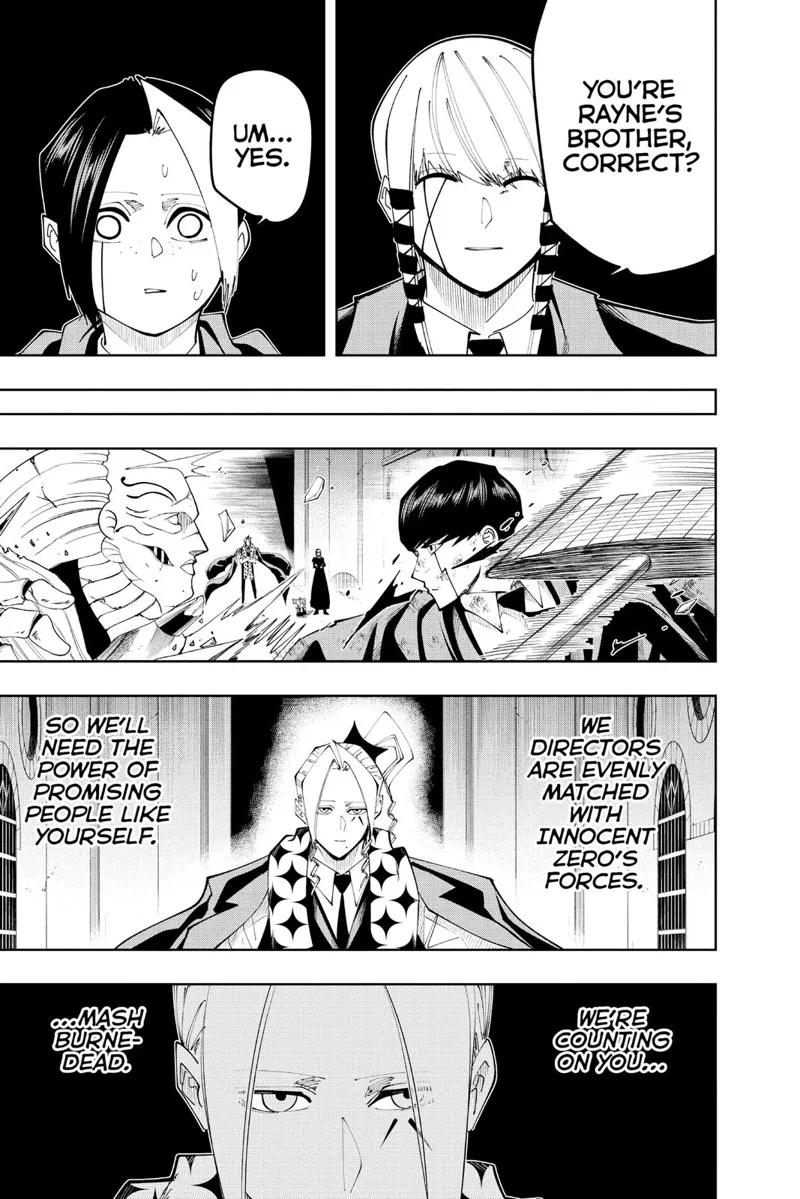 YOU'RE
RAYNE'S
BROTHER,
CORRECT?
UM...
YES.
WE
DIRECTORS
ARE EVENLY
MATCHED
WITH
INNOCENT
ZERO'S
FORCES.
SO WE'LL
NEED THE
POWER OF
PROMISING
PEOPLE LIKE
YOURSELF.
WE'RE
COUNTING
ON YOU...
...MASH
BURNE-
DEAD.